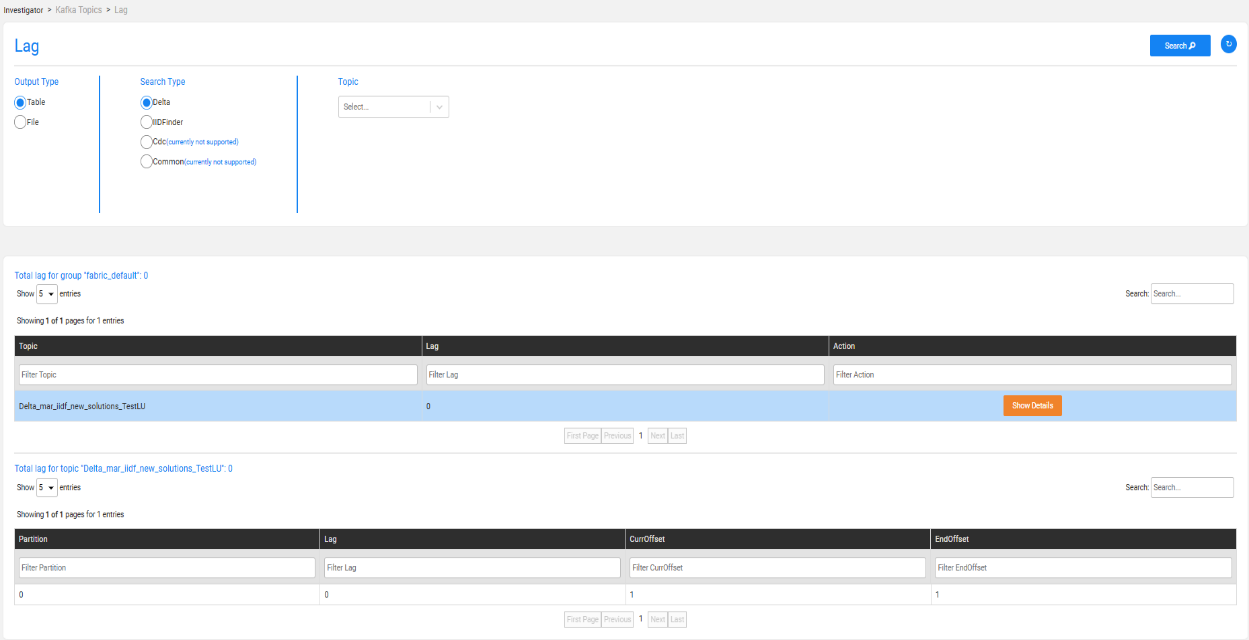 Investigator > Kafka Topics > Lag
Lag
Search
Output Type
Table
File
Search Type
Delta
IIDFinder
Cdc(currently not supported)
Common(currently not supported)
Topic
Select...
Total lag for group "fabric_default": 0
Show 5 entries
Search: Search...
Showing 1 of 1 pages for 1 entries
Topic Lag Action
Filter Topic Filter Lag Filter Action
Delta_mar_iidf_new_solutions_TestLU 0 Show Details
First Page Previous 1 Next Last
Total lag for topic "Delta_mar_iidf_new_solutions_TestLU": 0
Show 5 entries
Search: Search...
Showing 1 of 1 pages for 1 entries
Partition Lag CurrOffset EndOffset
Filter Partition Filter Lag Filter CurrOffset Filter EndOffset
0 0 1 1
First Page Previous 1 Next Last